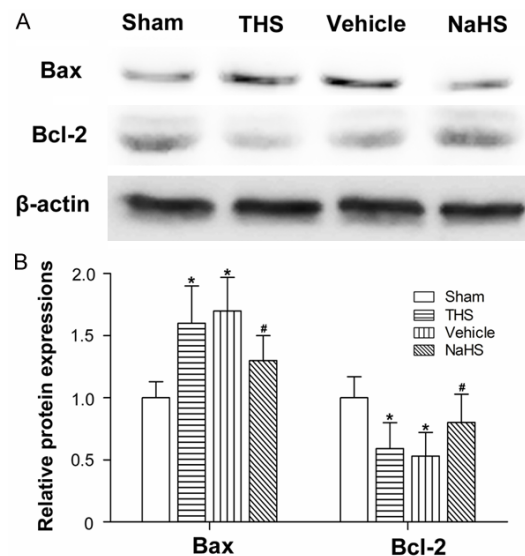 A
Sham THS Vehicle NaHS
Bax
Bcl-2
β-actin
B
Relative protein expressions
2.0
1.5
1.0
0.5
0
* * #
* * #
Sham
THS
Vehicle
NaHS
Bax Bcl-2